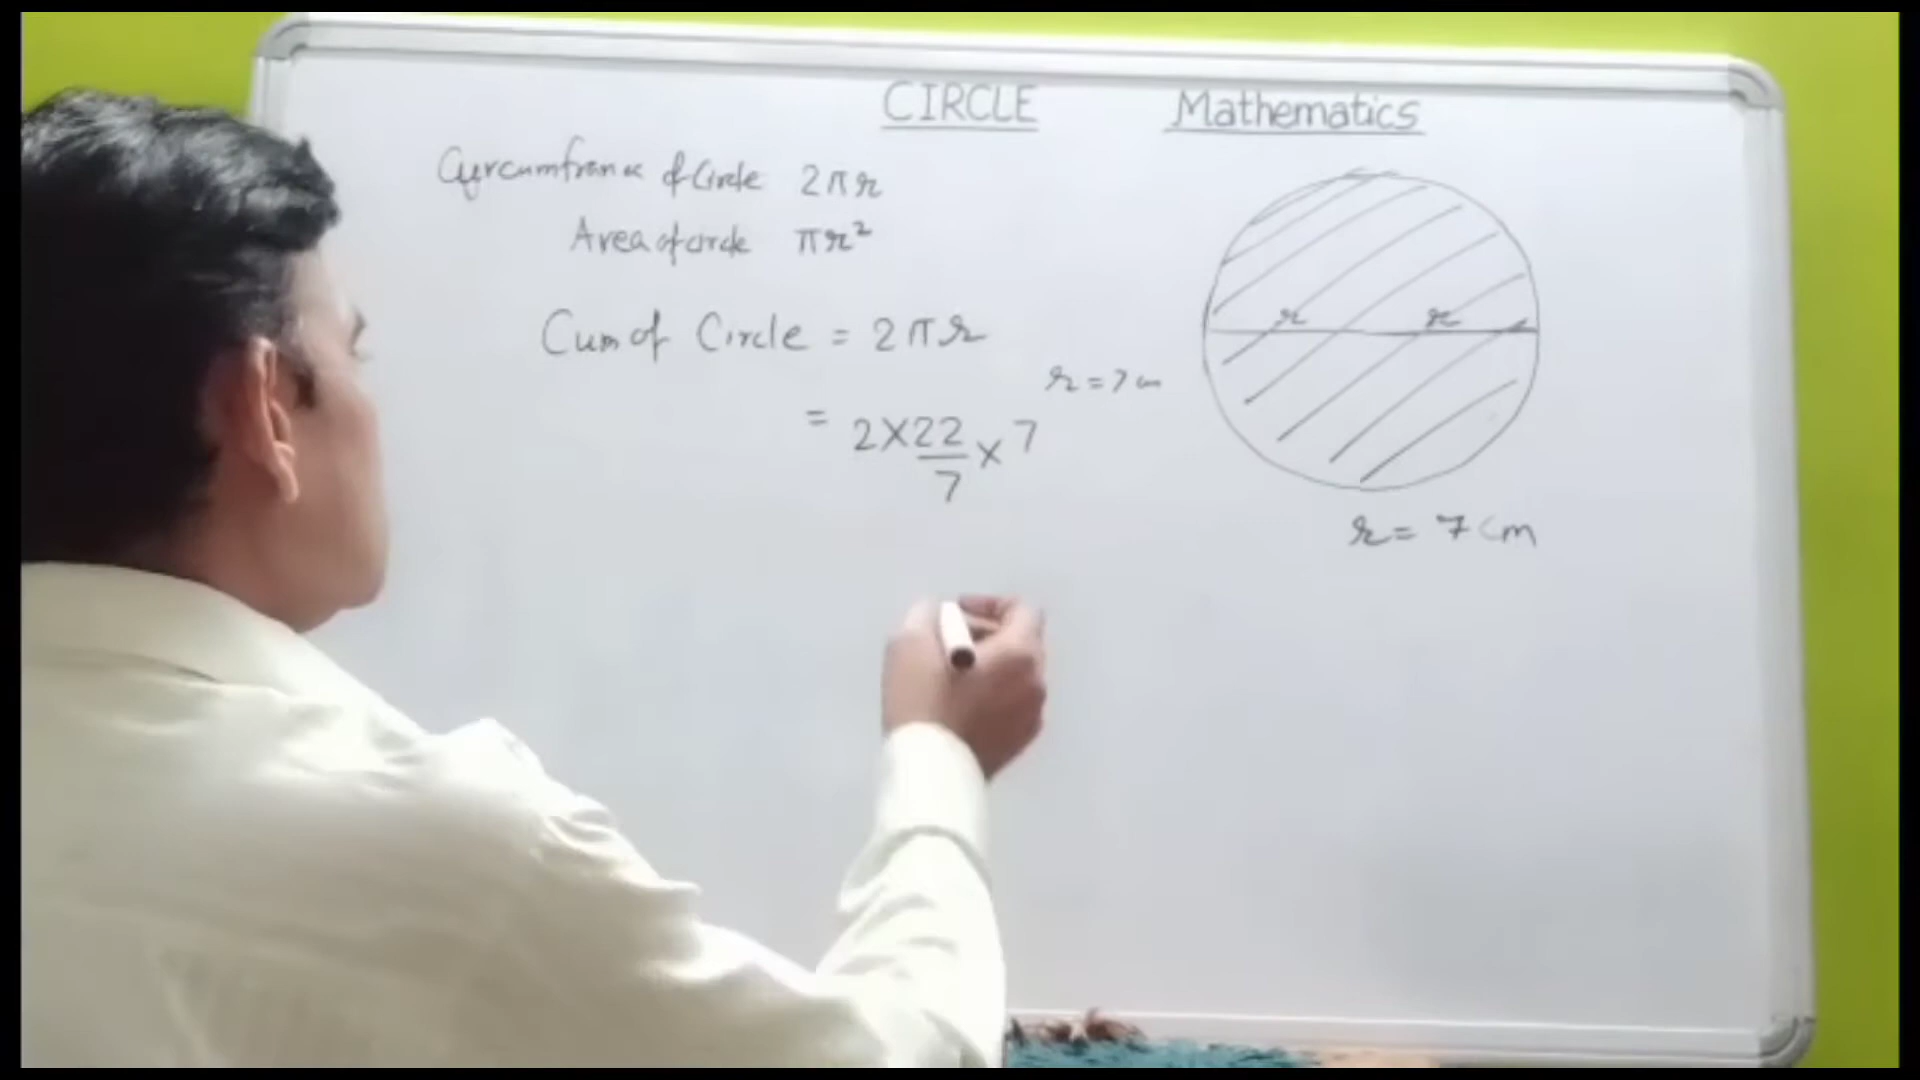 CIRCLE Mathematics
Cyrcumfrance of Circle 2πr
Area of circle πr²
Cum of Circle = 2πr
r = 7 cm
= 2 × 22/7 × 7
r r
r = 7 cm